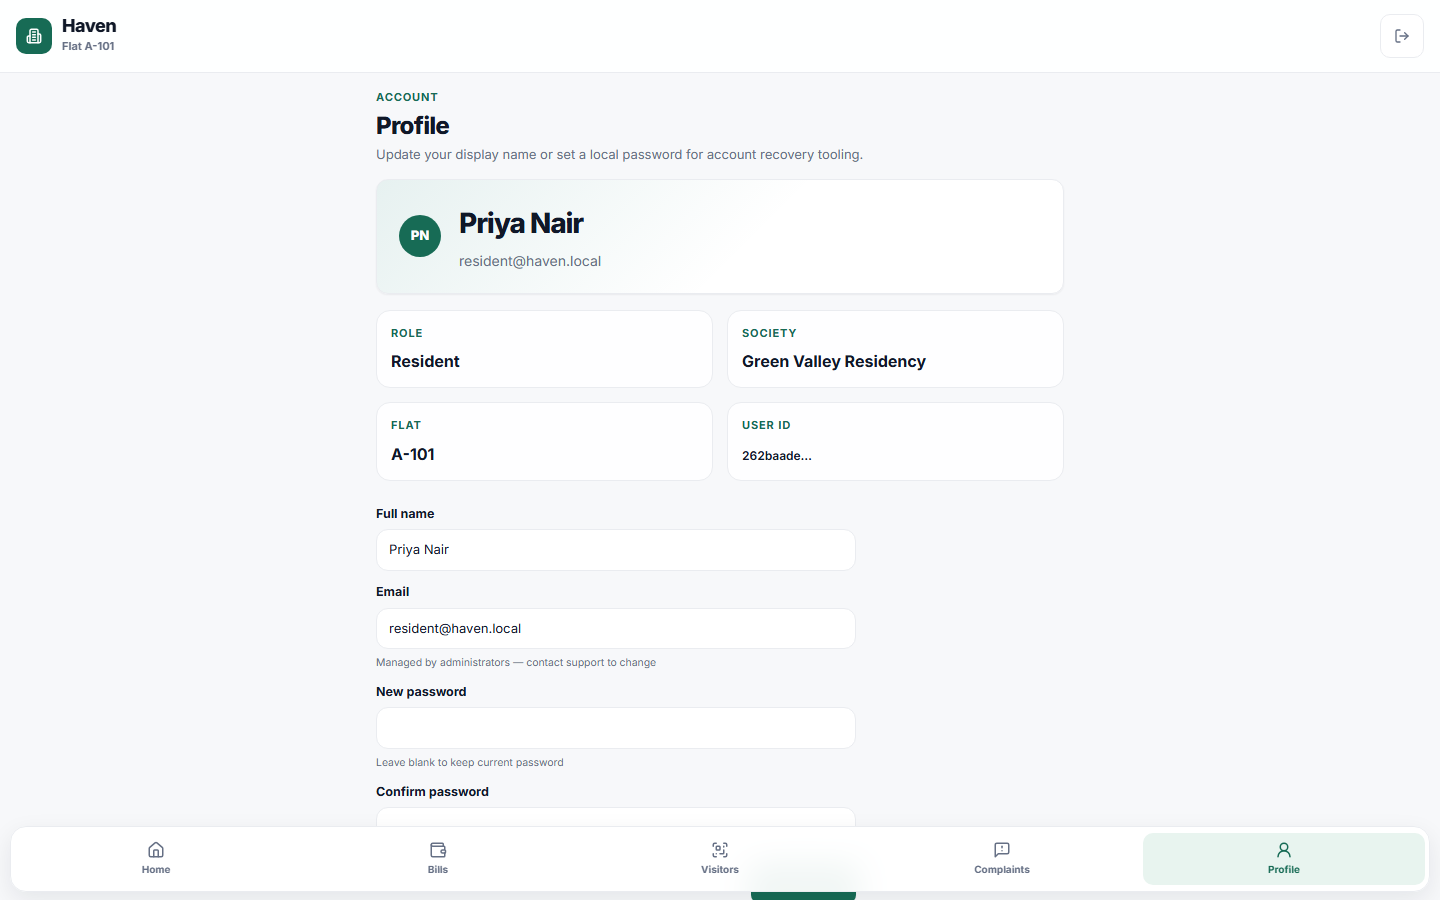 Haven
Flat A-101
ACCOUNT
Profile
Update your display name or set a local password for account recovery tooling.
PN
Priya Nair
resident@haven.local
ROLE
Resident
SOCIETY
Green Valley Residency
FLAT
A-101
USER ID
262baade...
Full name
Priya Nair
Email
resident@haven.local
Managed by administrators — contact support to change
New password
Leave blank to keep current password
Confirm password
Home
Bills
Visitors
Complaints
Profile